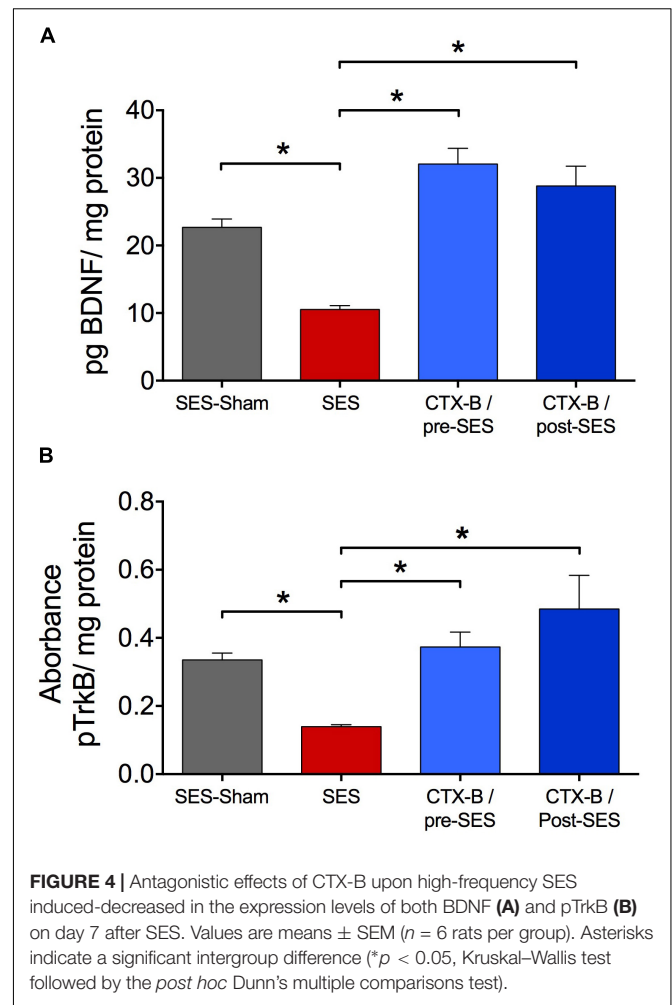 A
*
*
*
40
30
20
10
0
pg BDNF/ mg protein
SES-Sham
SES
CTX-B /
pre-SES
CTX-B /
post-SES
B
*
*
*
0.8
0.6
0.4
0.2
0.0
Aborbance
pTrkB/ mg protein
SES-Sham
SES
CTX-B /
pre-SES
CTX-B /
Post-SES
FIGURE 4 | Antagonistic effects of CTX-B upon high-frequency SES
induced-decreased in the expression levels of both BDNF (A) and pTrkB (B)
on day 7 after SES. Values are means ± SEM (n = 6 rats per group). Asterisks
indicate a significant intergroup difference (*p < 0.05, Kruskal–Wallis test
followed by the post hoc Dunn's multiple comparisons test).